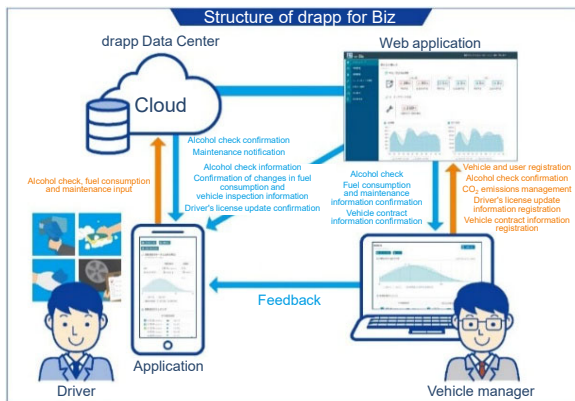 Structure of drapp for Biz
drapp Data Center
Web application
Cloud
Alcohol check confirmation
Maintenance notification
Alcohol check information
Confirmation of changes in fuel
consumption and
vehicle inspection information
Driver's license update confirmation
Alcohol check, fuel consumption
and maintenance input
Alcohol check
Fuel consumption
and maintenance
information confirmation
Vehicle contract
information confirmation
Vehicle and user registration
Alcohol check confirmation
CO₂ emissions management
Driver's license update
information registration
Vehicle contract information
registration
Feedback
Application
Driver
Vehicle manager